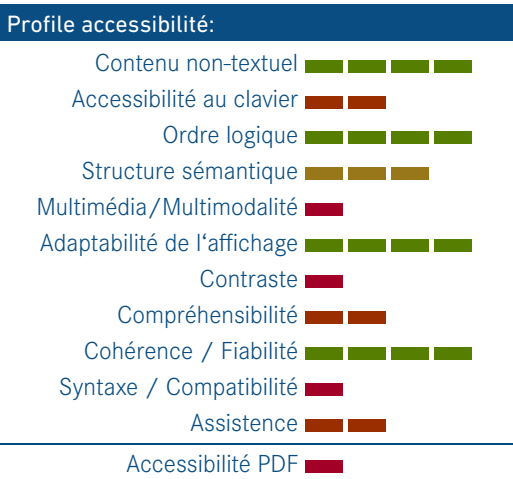 Profile accessibilité:
Contenu non-textuel
Accessibilité au clavier
Ordre logique
Structure sémantique
Multimédia/Multimodalité
Adaptabilité de l‘affichage
Contraste
Compréhensibilité
Cohérence / Fiabilité
Syntaxe / Compatibilité
Assistence
Accessibilité PDF